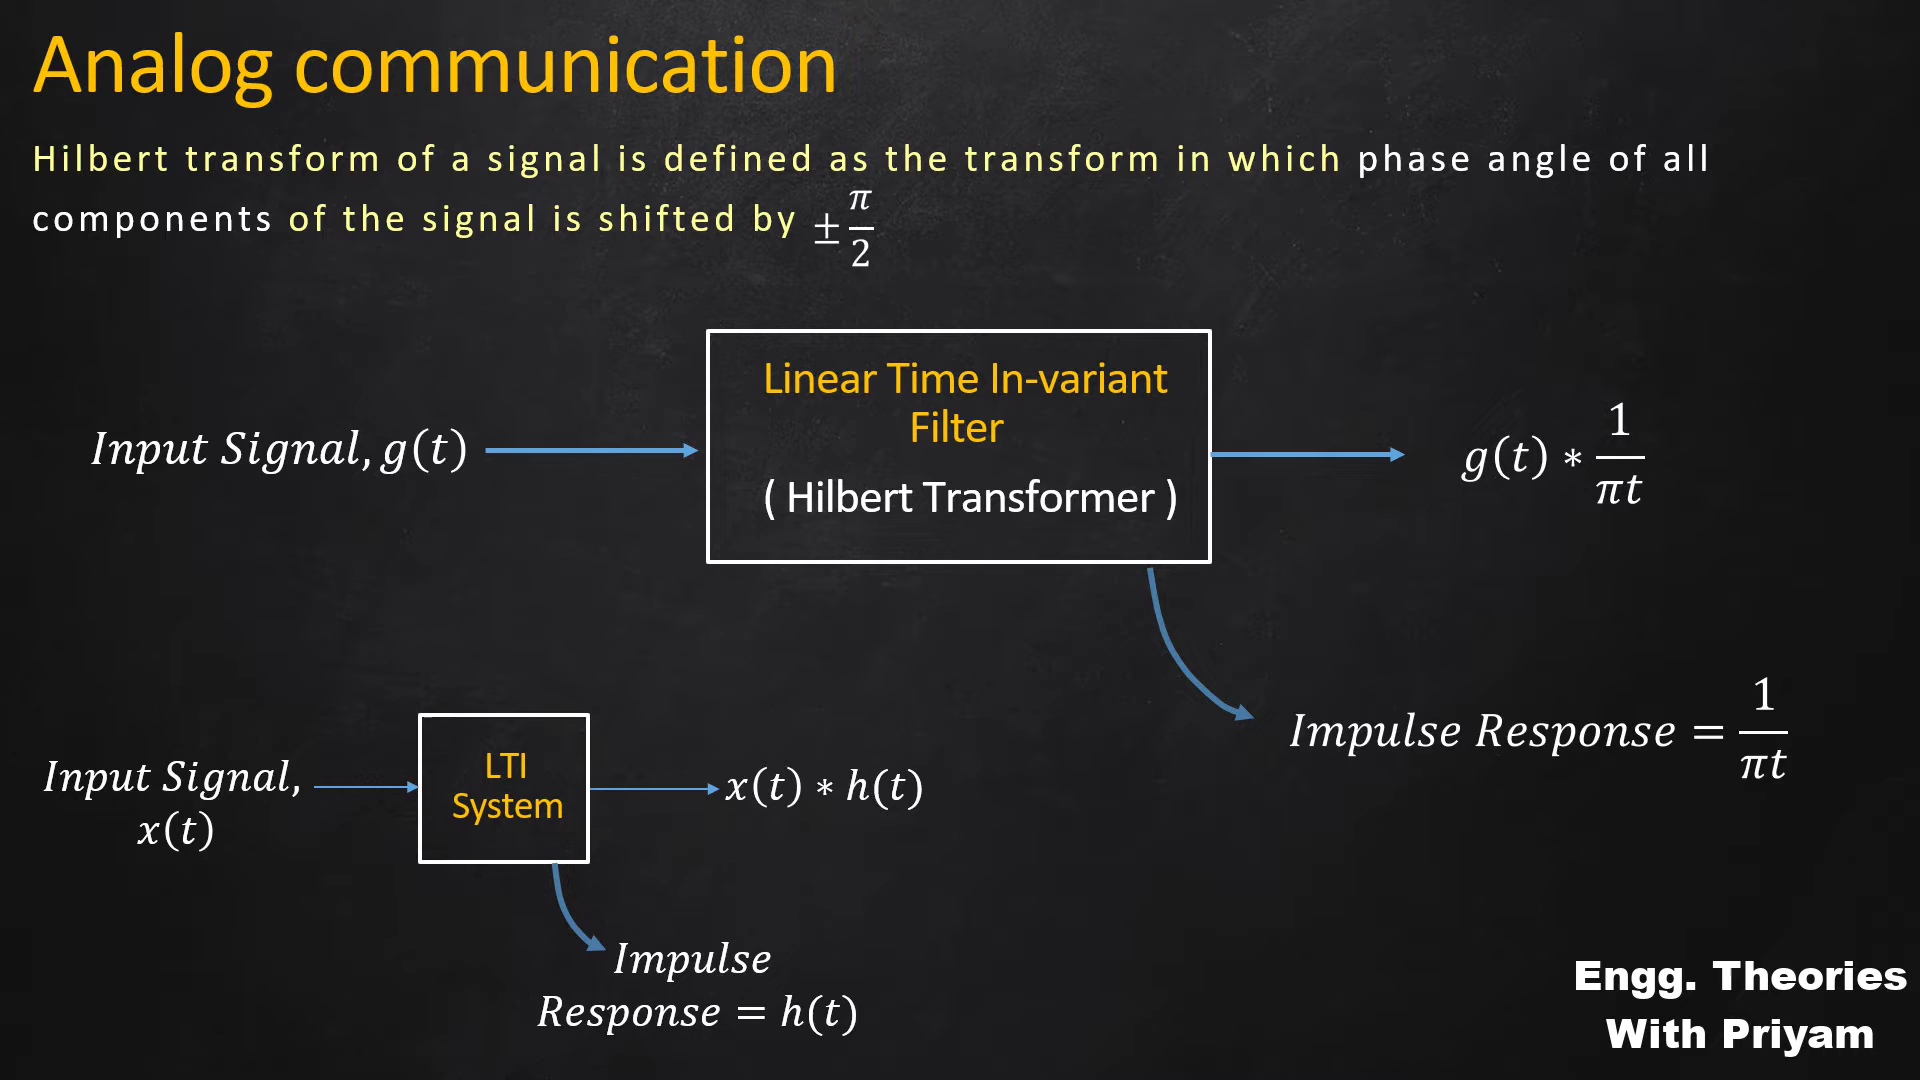 Analog communication
Hilbert transform of a signal is defined as the transform in which phase angle of all
components of the signal is shifted by ± π/2
Linear Time In-variant
Filter
( Hilbert Transformer )
Input Signal, g(t)
g(t) ∗ 1/πt
Impulse Response = 1/πt
Input Signal,
x(t)
LTI
System
x(t) ∗ h(t)
Impulse
Response = h(t)
Engg. Theories
With Priyam